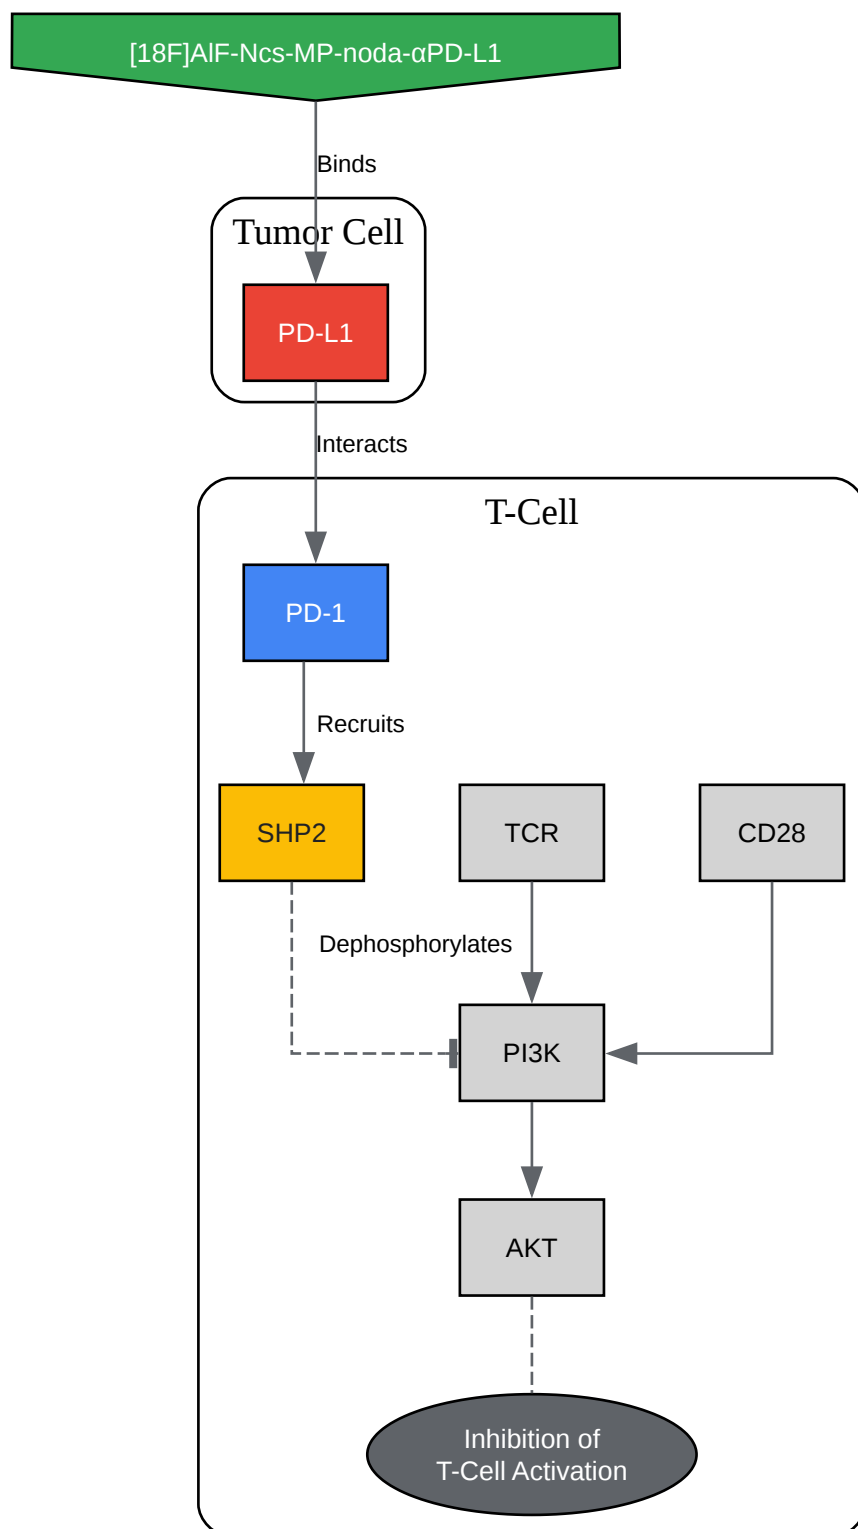 [18F]AlF-Ncs-MP-noda-αPD-L1
Binds
Tumor Cell
PD-L1
Interacts
T-Cell
PD-1
Recruits
SHP2
TCR
CD28
Dephosphorylates
PI3K
AKT
Inhibition of
T-Cell Activation